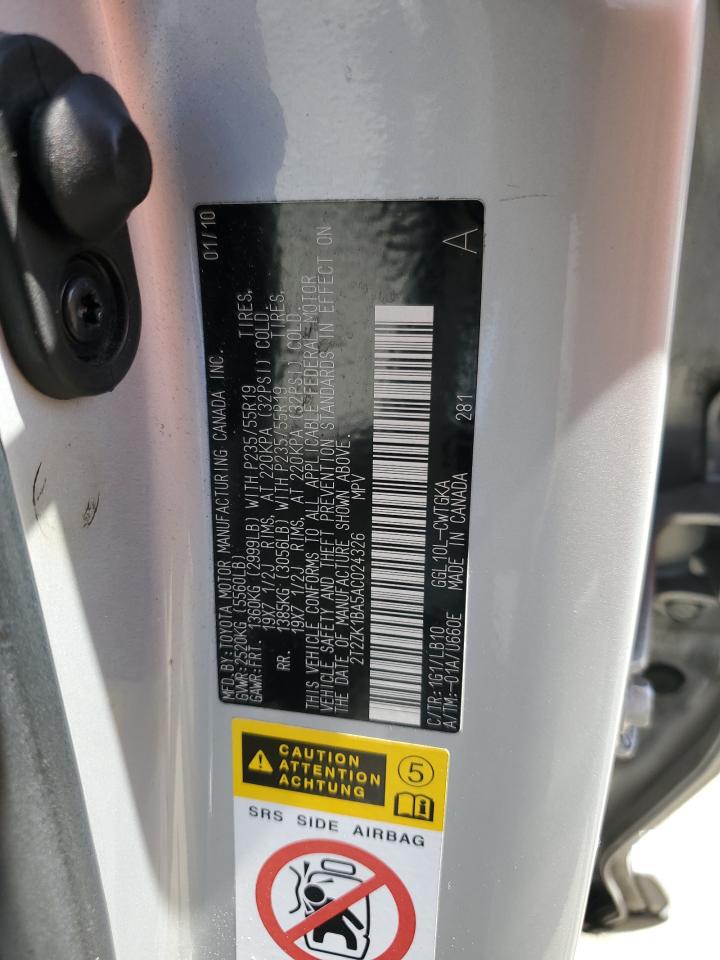 MFD. BY: TOYOTA MOTOR MANUFACTURING CANADA INC. 01/10
GVWR: 2520KG (5560LB)
GAWR: FRT. 1360KG (2999LB) WITH P235/55R19 TIRES,
19X7 1/2J RIMS, AT 220KPA (32PSI) COLD.
RR. 1385KG (3056LB) WITH P235/55R19 TIRES,
19X7 1/2J RIMS, AT 220KPA (32PSI) COLD.
THIS VEHICLE CONFORMS TO ALL APPLICABLE FEDERAL MOTOR
VEHICLE SAFETY AND THEFT PREVENTION STANDARDS IN EFFECT ON
THE DATE OF MANUFACTURE SHOWN ABOVE.
2T2ZK1BA5AC024326 MPV
C/TR: 1G1/LB10 GGL10L-CWTGKA
A/TM: -01A/U660E MADE IN CANADA 281
A
CAUTION
ATTENTION
ACHTUNG
5
SRS SIDE AIRBAG